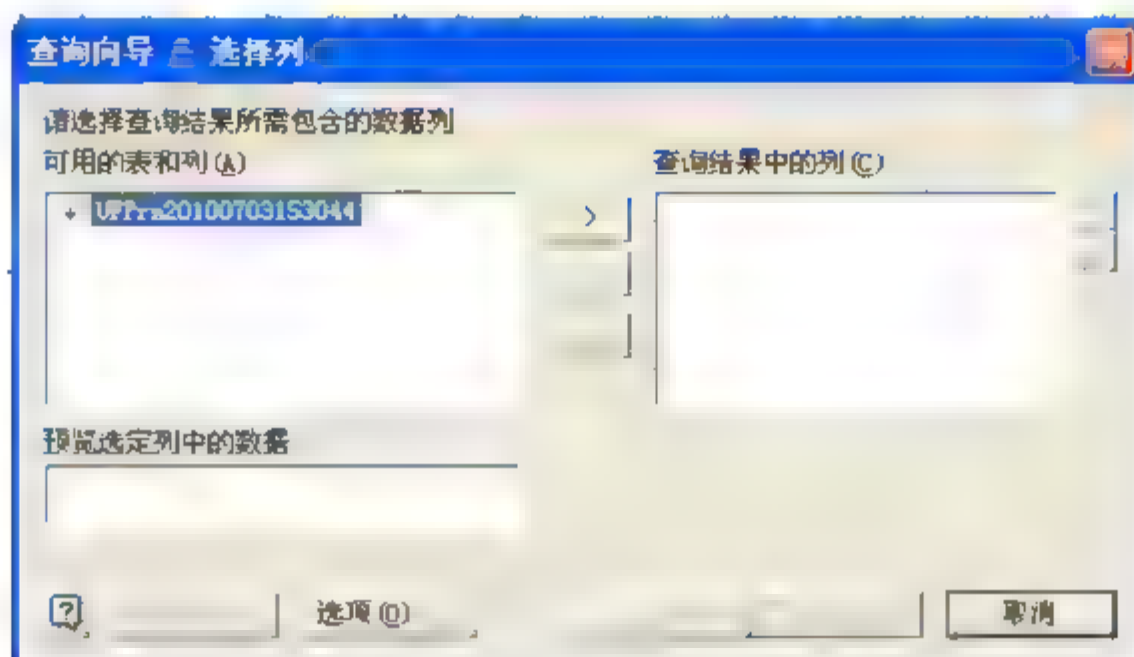 查询向导 - 选择列
请选择查询结果所需包含的数据列
可用的表和列(A)
查询结果中的列(C)
>
预览选定列中的数据
?
选项(O)
取消